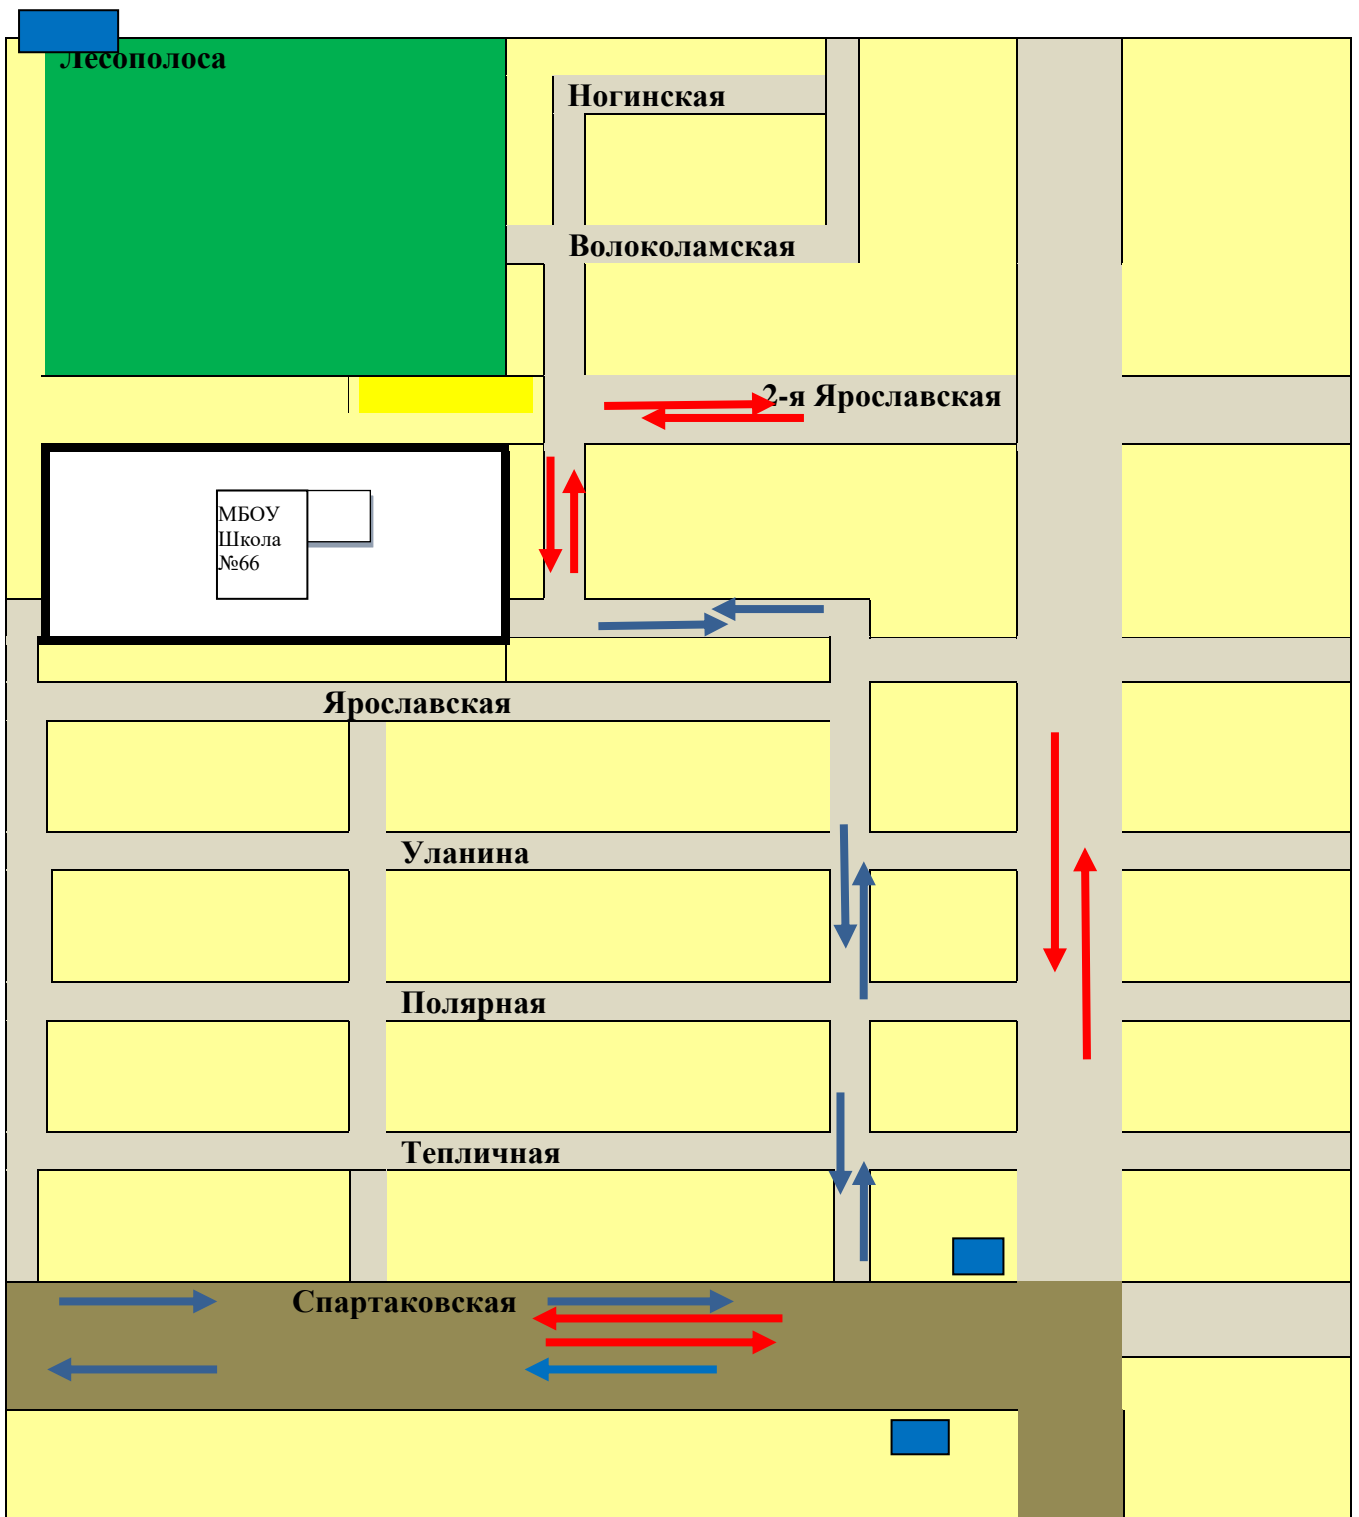 Лесополоса
Ногинская
Волоколамская
2-я Ярославская
МБОУ
Школа
№66
Ярославская
Уланина
Полярная
Тепличная
Спартаковская